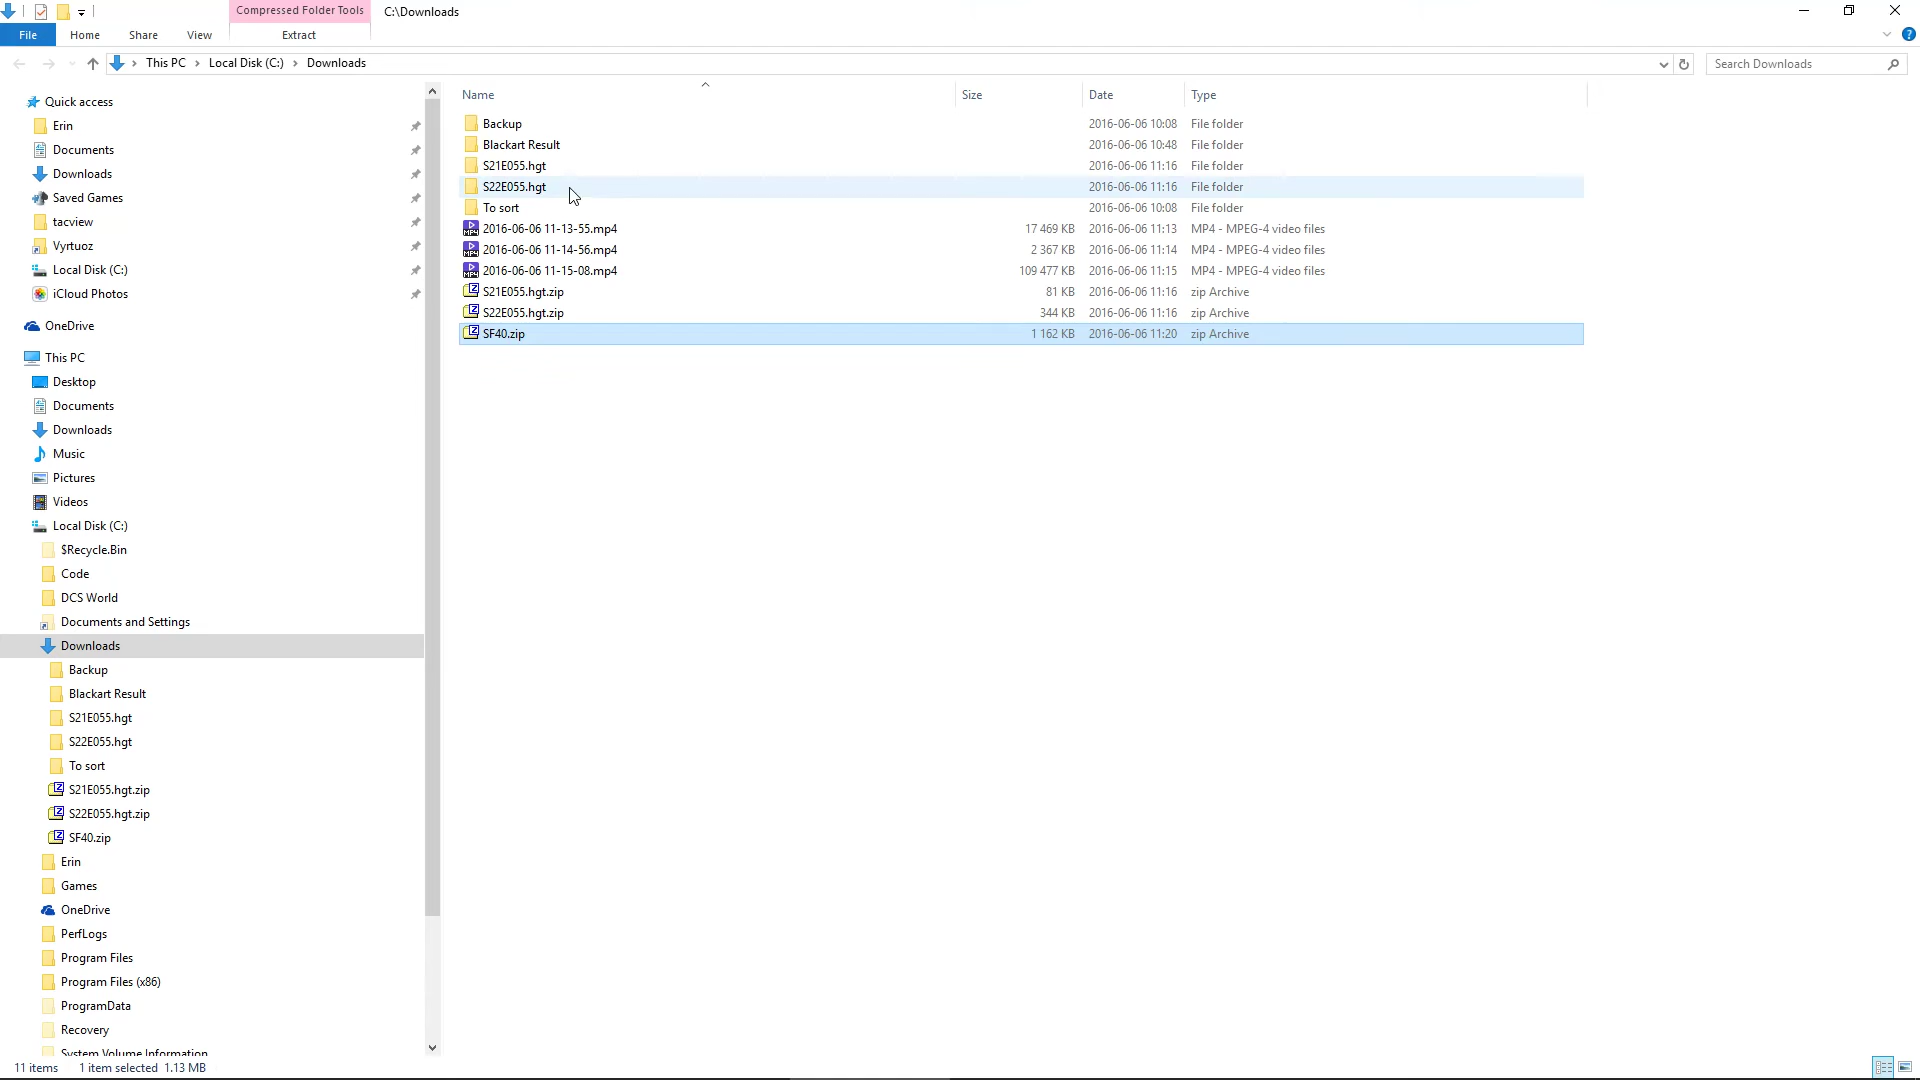 Compressed Folder Tools
C:\Downloads
File
Home
Share
View
Extract
This PC
Local Disk (C:)
Downloads
Search Downloads
Quick access
Erin
Documents
Downloads
Saved Games
tacview
Vyrtuoz
Local Disk (C:)
iCloud Photos
OneDrive
This PC
Desktop
Documents
Downloads
Music
Pictures
Videos
Local Disk (C:)
$Recycle.Bin
Code
DCS World
Documents and Settings
Downloads
Backup
Blackart Result
S21E055.hgt
S22E055.hgt
To sort
S21E055.hgt.zip
S22E055.hgt.zip
SF40.zip
Erin
Games
OneDrive
PerfLogs
Program Files
Program Files (x86)
ProgramData
Recovery
System Volume Information
Name Size Date Type
Backup 2016-06-06 10:08 File folder
Blackart Result 2016-06-06 10:48 File folder
S21E055.hgt 2016-06-06 11:16 File folder
S22E055.hgt 2016-06-06 11:16 File folder
To sort 2016-06-06 10:08 File folder
2016-06-06 11-13-55.mp4 17 469 KB 2016-06-06 11:13 MP4 - MPEG-4 video files
2016-06-06 11-14-56.mp4 2 367 KB 2016-06-06 11:14 MP4 - MPEG-4 video files
2016-06-06 11-15-08.mp4 109 477 KB 2016-06-06 11:15 MP4 - MPEG-4 video files
S21E055.hgt.zip 81 KB 2016-06-06 11:16 zip Archive
S22E055.hgt.zip 344 KB 2016-06-06 11:16 zip Archive
SF40.zip 1 162 KB 2016-06-06 11:20 zip Archive
11 items 1 item selected 1.13 MB